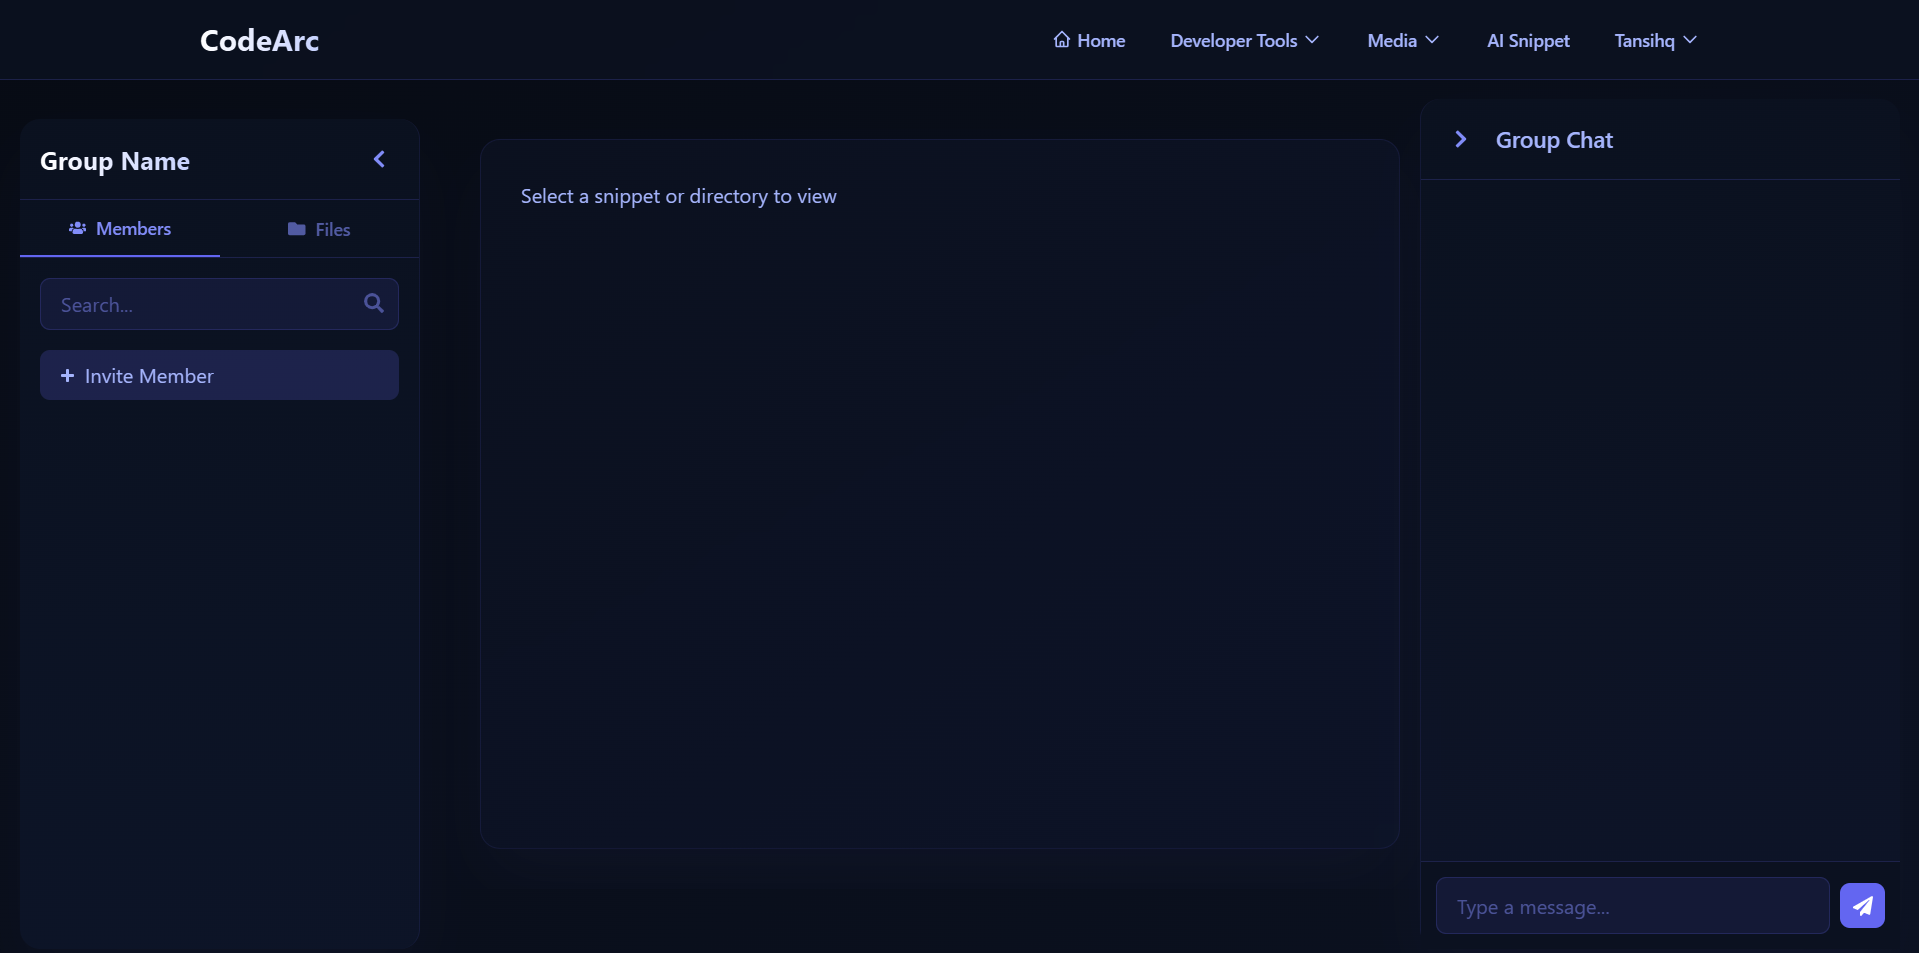 CodeArc
Home
Developer Tools
Media
AI Snippet
Tansihq
Group Name
Members
Files
Search...
+ Invite Member
Select a snippet or directory to view
Group Chat
Type a message...